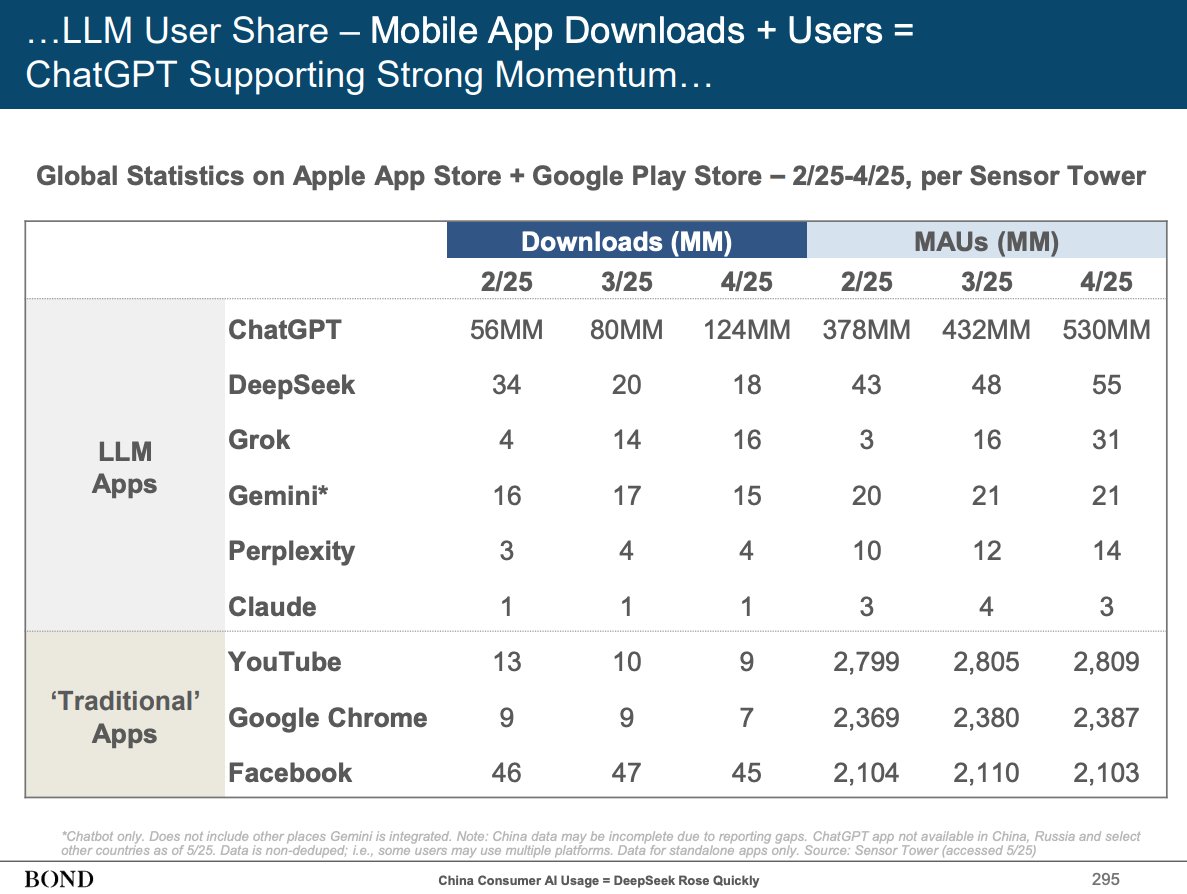 …LLM User Share – Mobile App Downloads + Users =
ChatGPT Supporting Strong Momentum…
Global Statistics on Apple App Store + Google Play Store – 2/25-4/25, per Sensor Tower
Downloads (MM) MAUs (MM)
2/25 3/25 4/25 2/25 3/25 4/25
LLM
Apps
ChatGPT 56MM 80MM 124MM 378MM 432MM 530MM
DeepSeek 34 20 18 43 48 55
Grok 4 14 16 3 16 31
Gemini* 16 17 15 20 21 21
Perplexity 3 4 4 10 12 14
Claude 1 1 1 3 4 3
‘Traditional’
Apps
YouTube 13 10 9 2,799 2,805 2,809
Google Chrome 9 9 7 2,369 2,380 2,387
Facebook 46 47 45 2,104 2,110 2,103
*Chatbot only. Does not include other places Gemini is integrated. Note: China data may be incomplete due to reporting gaps. ChatGPT app not available in China, Russia and select
other countries as of 5/25. Data is non-deduped; i.e., some users may use multiple platforms. Data for standalone apps only. Source: Sensor Tower (accessed 5/25)
BOND China Consumer AI Usage = DeepSeek Rose Quickly 295